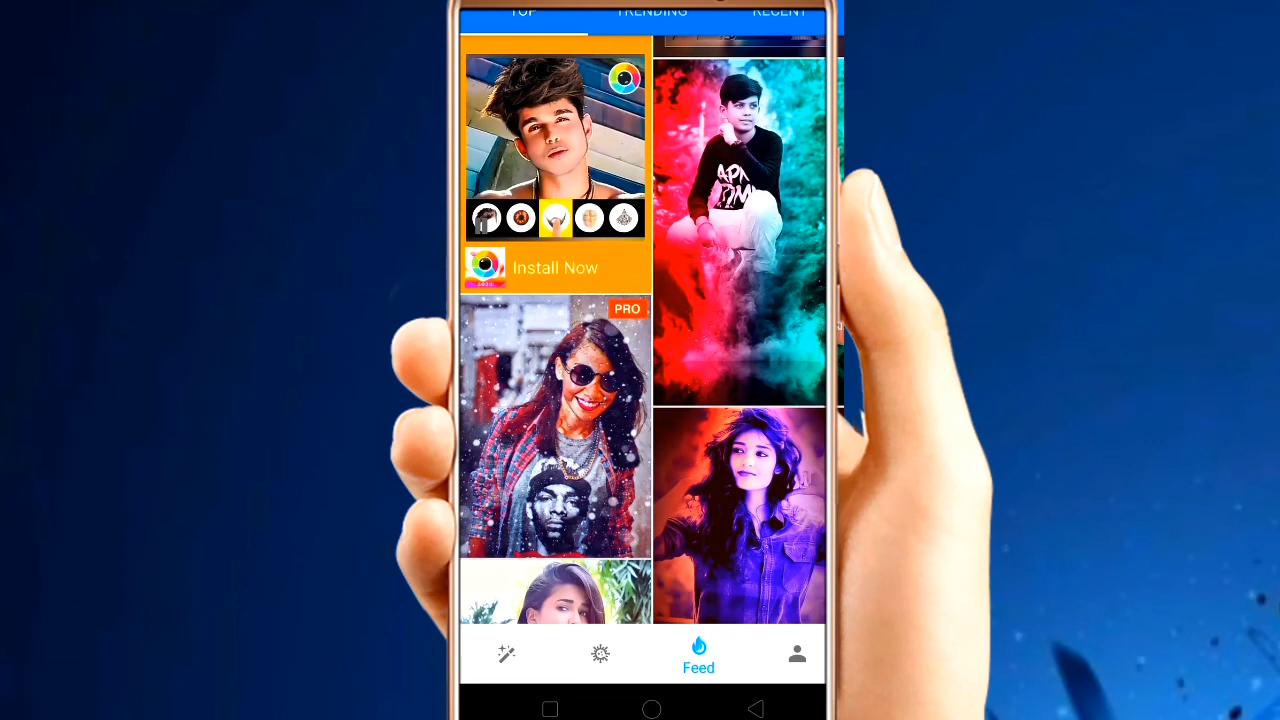 TOP
TRENDING
RECENT
Install Now
PRO
Feed